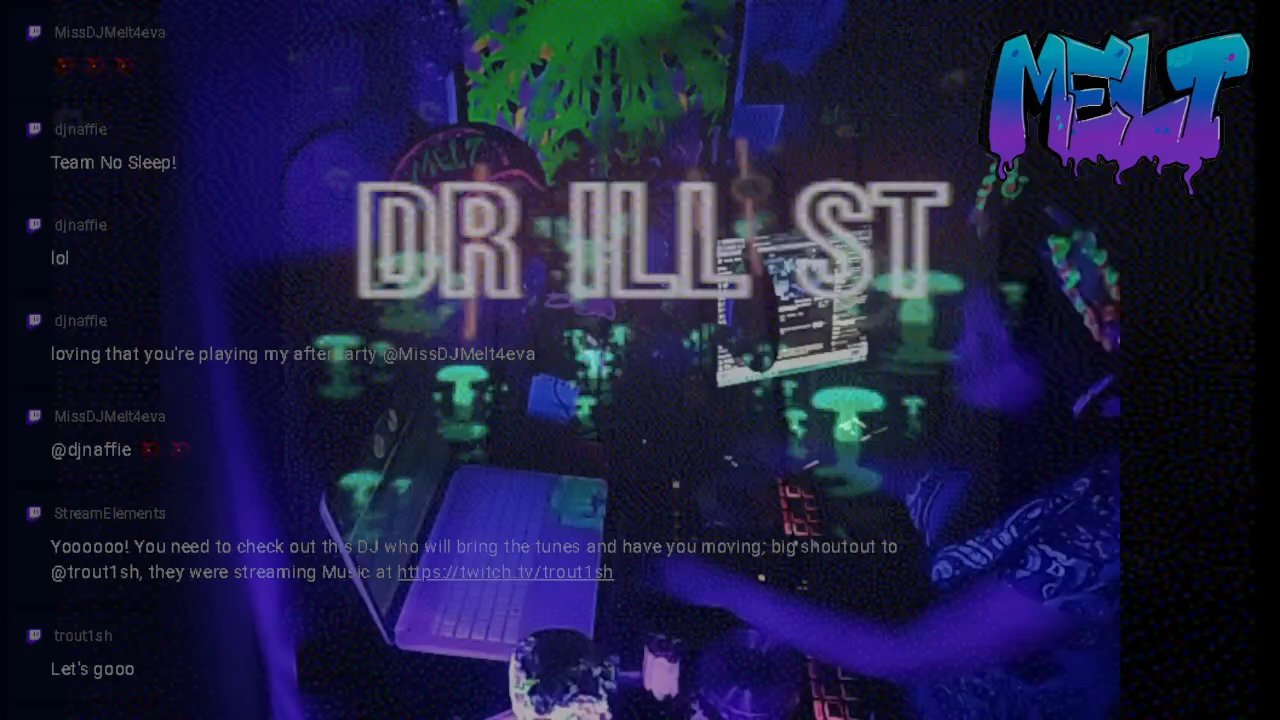 MissDJMelt4eva
djnaffie
Team No Sleep!
djnaffie
lol
djnaffie
loving that you're playing my afterparty @MissDJMelt4eva
MissDJMelt4eva
@djnaffie
StreamElements
Yoooooo! You need to check out this DJ who will bring the tunes and have you moving; big shoutout to
@trout1sh, they were streaming Music at https://twitch.tv/trout1sh
trout1sh
Let's gooo
MELT
DR ILL ST
MELT